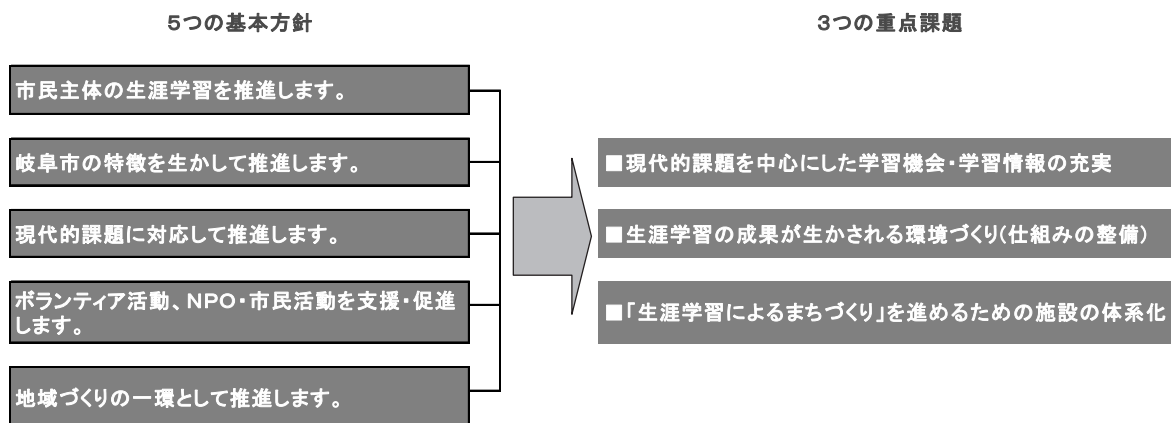 5つの基本方針
市民主体の生涯学習を推進します。
岐阜市の特徴を生かして推進します。
現代的課題に対応して推進します。
ボランティア活動、NPO・市民活動を支援・促進
します。
地域づくりの一環として推進します。
3つの重点課題
■現代的課題を中心にした学習機会・学習情報の充実
■生涯学習の成果が生かされる環境づくり(仕組みの整備)
■「生涯学習によるまちづくり」を進めるための施設の体系化